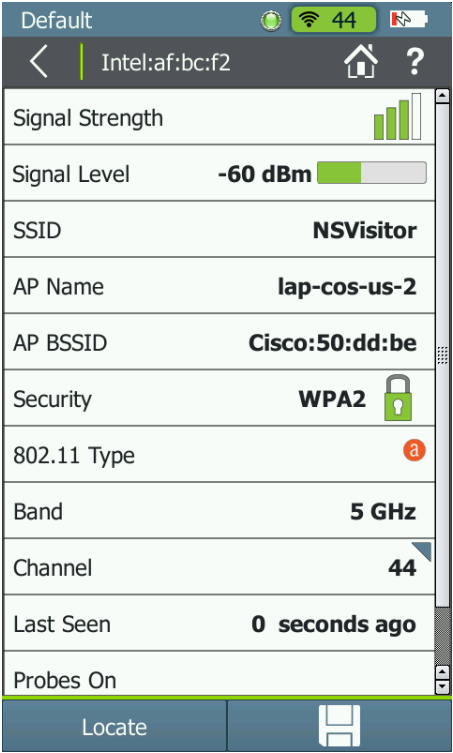 Default 44
Intel:af:bc:f2 ?
Signal Strength
Signal Level -60 dBm
SSID NSVisitor
AP Name lap-cos-us-2
AP BSSID Cisco:50:dd:be
Security WPA2
802.11 Type a
Band 5 GHz
Channel 44
Last Seen 0 seconds ago
Probes On
Locate